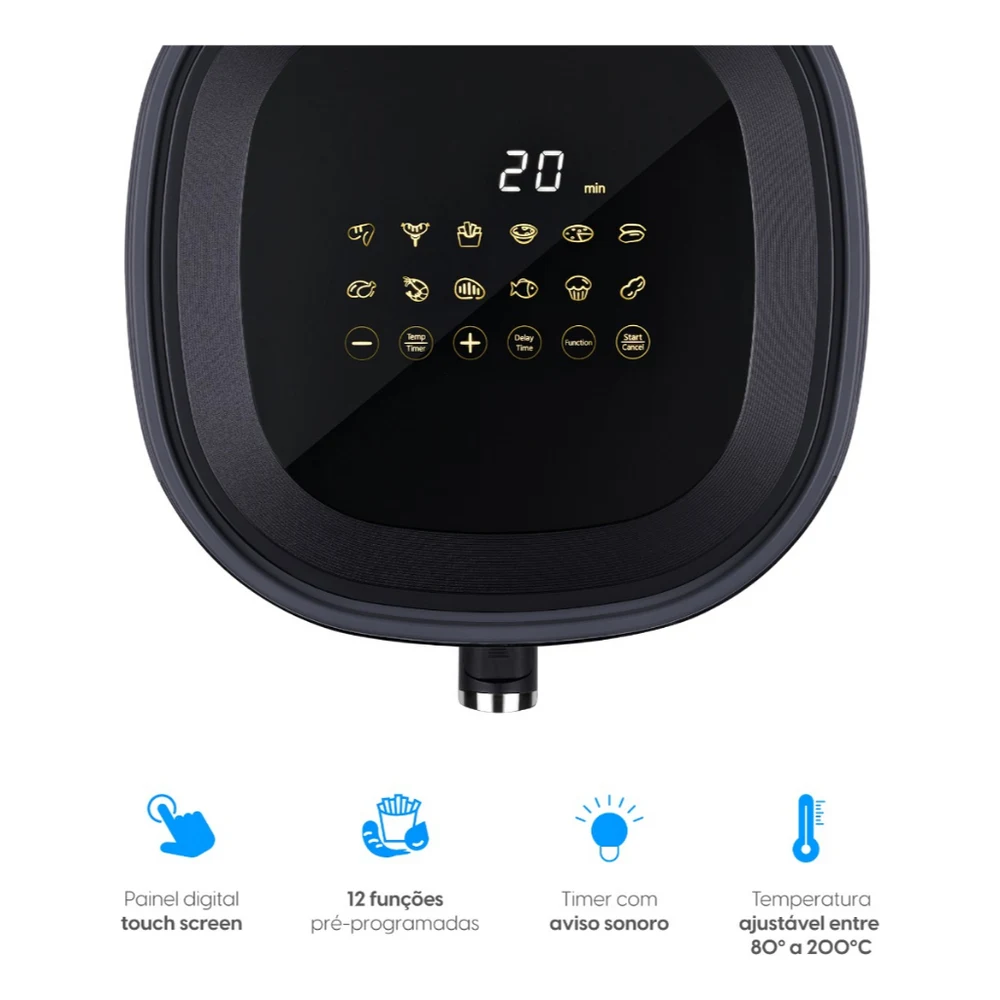 20 min
Temp
Timer
Delay
Time
Function
Start
Cancel
Painel digital
touch screen
12 funções
pré-programadas
Timer com
aviso sonoro
Temperatura
ajustável entre
80° a 200°C